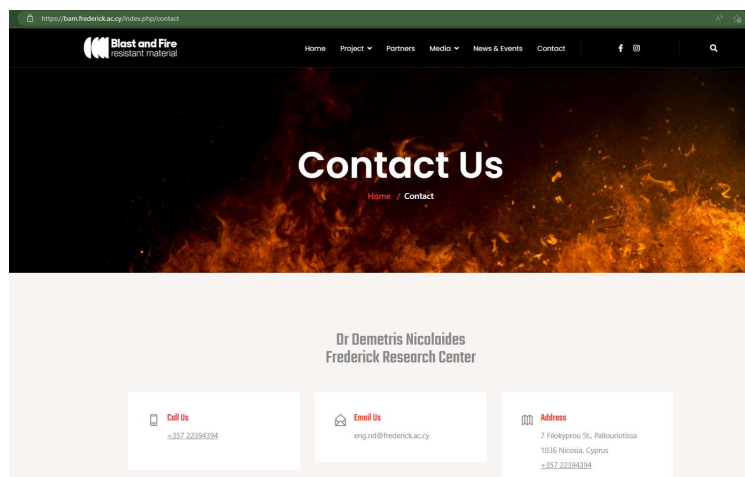 https://bam.frederick.ac.cy/index.php/contact
Blast and Fire
resistant material
Home Project Partners Media News & Events Contact
Contact Us
Home / Contact
Dr Demetris Nicolaides
Frederick Research Center
Call Us
+357 22394394
Email Us
eng.nd@frederick.ac.cy
Address
7 Filokyprou St., Pallouriotissa
1036 Nicosia, Cyprus
+357 22394394